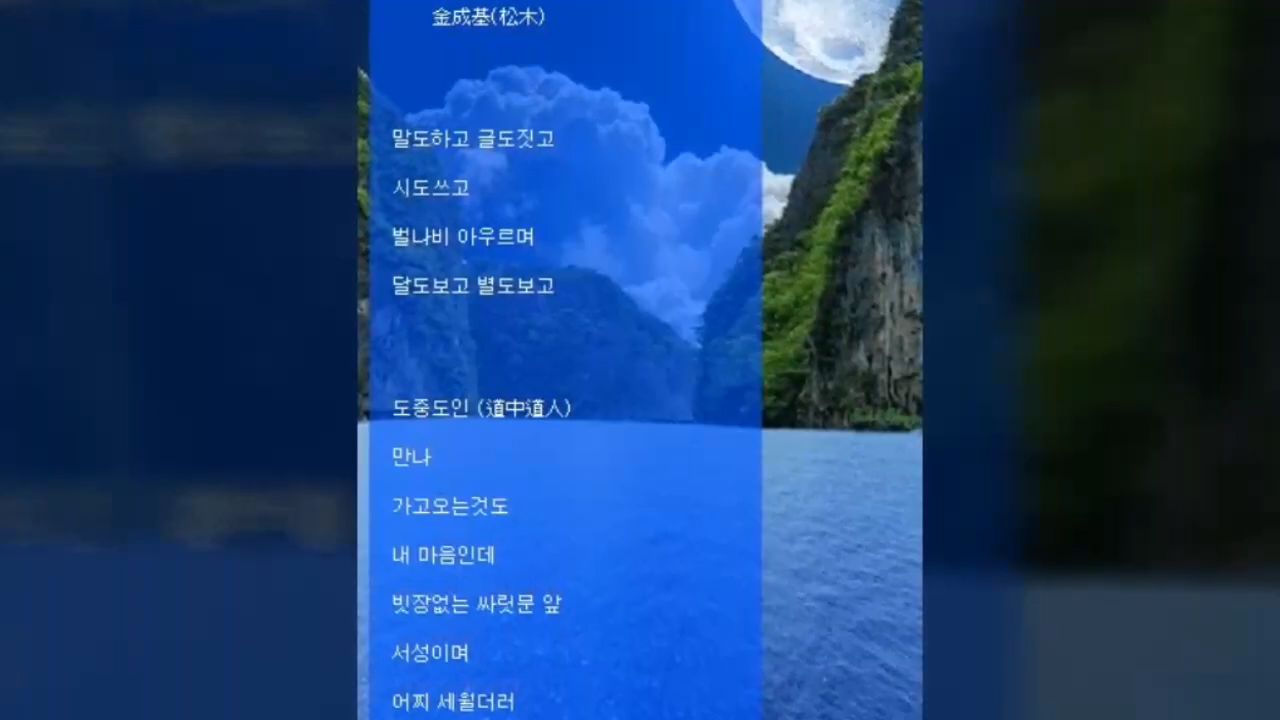 金成基(松木)
말도하고 글도짓고
시도쓰고
벌나비 아우르며
달도보고 별도보고
도중도인 (道中道人)
만나
가고오는것도
내 마음인데
빗장없는 싸릿문 앞
서성이며
어찌 세월더러